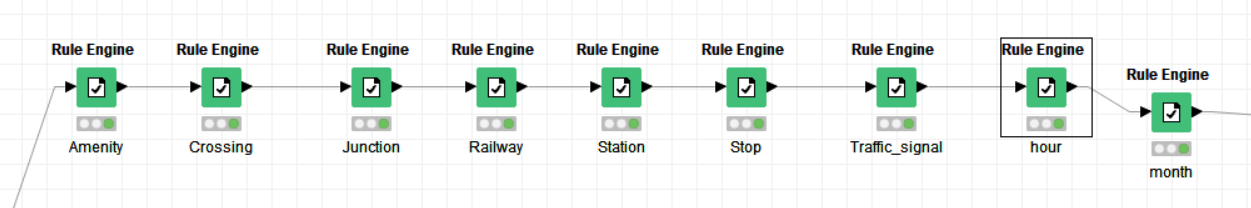 Rule Engine
Amenity
Rule Engine
Crossing
Rule Engine
Junction
Rule Engine
Railway
Rule Engine
Station
Rule Engine
Stop
Rule Engine
Traffic_signal
Rule Engine
hour
Rule Engine
month